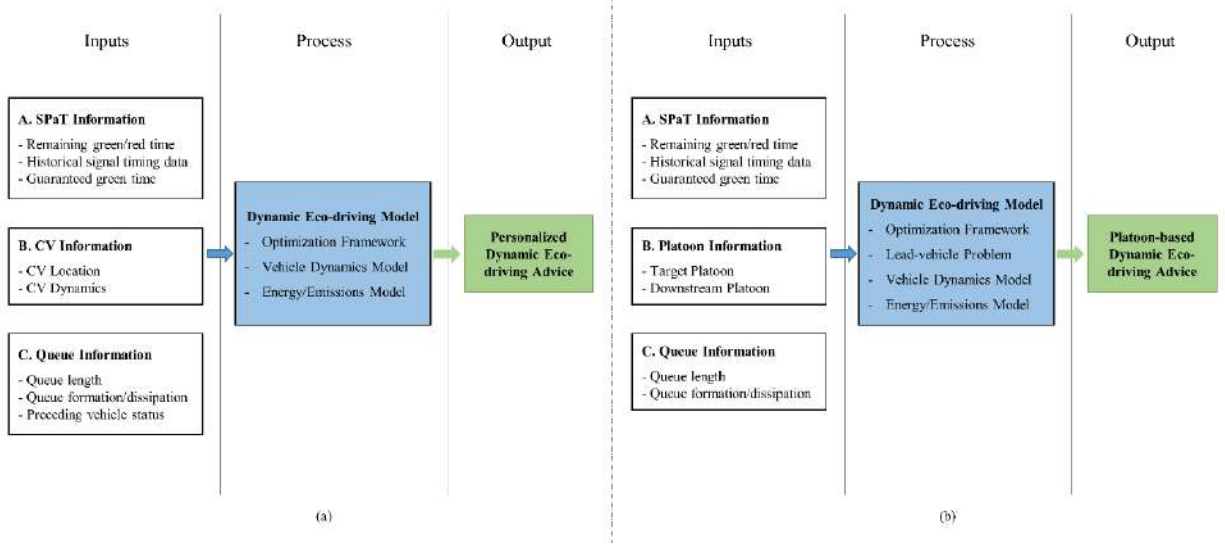 Inputs
Process
Output
A. SPaT Information
- Remaining green/red time
- Historical signal timing data
- Guaranteed green time
B. CV Information
- CV Location
- CV Dynamics
C. Queue Information
- Queue length
- Queue formation/dissipation
- Preceding vehicle status
Dynamic Eco-driving Model
- Optimization Framework
- Vehicle Dynamics Model
- Energy/Emissions Model
Personalized
Dynamic Eco-
driving Advice
(a)
Inputs
Process
Output
A. SPaT Information
- Remaining green/red time
- Historical signal timing data
- Guaranteed green time
B. Platoon Information
- Target Platoon
- Downstream Platoon
C. Queue Information
- Queue length
- Queue formation/dissipation
Dynamic Eco-driving Model
- Optimization Framework
- Lead-vehicle Problem
- Vehicle Dynamics Model
- Energy/Emissions Model
Platoon-based
Dynamic Eco-
driving Advice
(b)